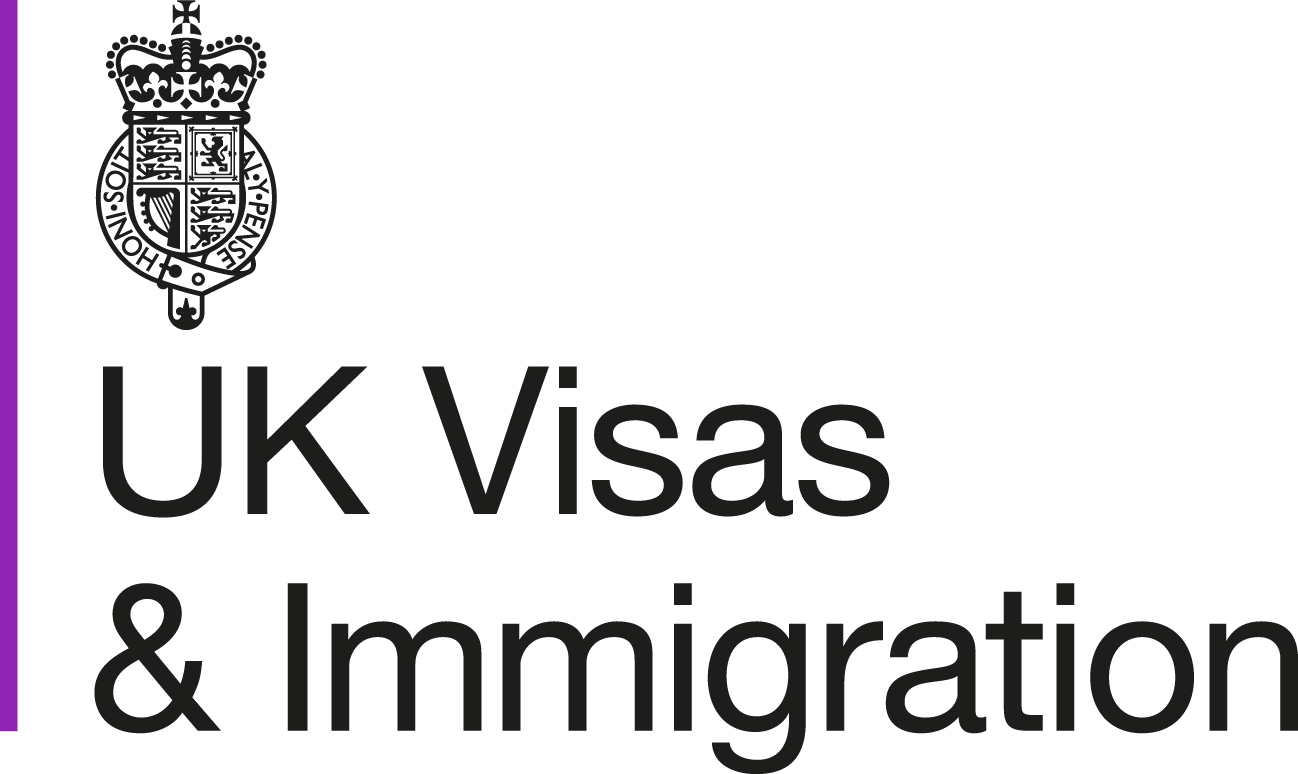 HONI·SOIT
AL·Y·PENSE
UK Visas
& Immigration